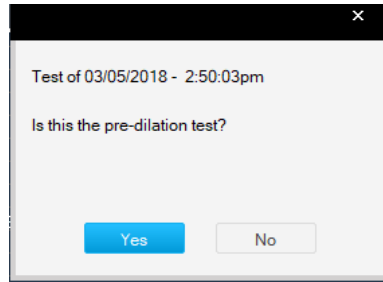 Test of 03/05/2018 - 2:50:03pm
Is this the pre-dilation test?
Yes No